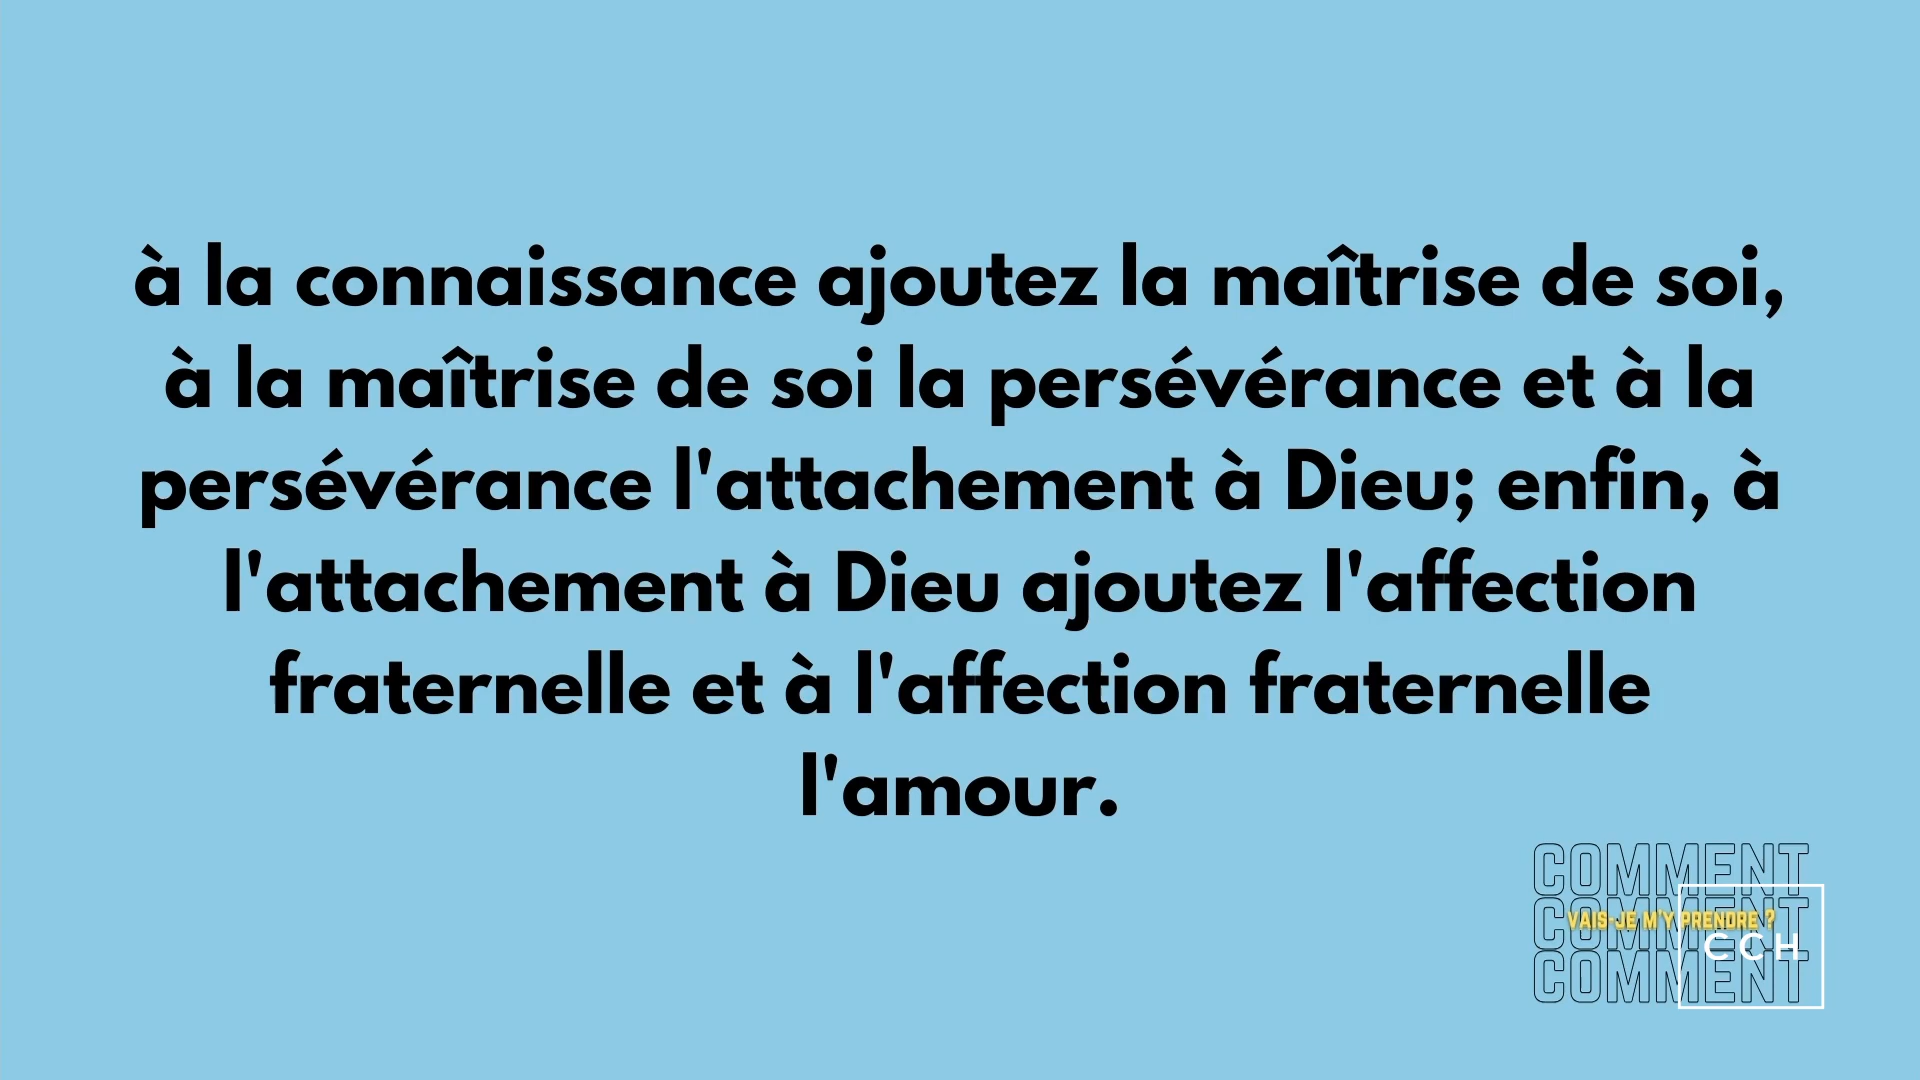 à la connaissance ajoutez la maîtrise de soi,
à la maîtrise de soi la persévérance et à la
persévérance l'attachement à Dieu; enfin, à
l'attachement à Dieu ajoutez l'affection
fraternelle et à l'affection fraternelle
l'amour.
COMMENT
COMMENT
VAIS-JE M'Y PRENDRE ?
CCH
COMMENT